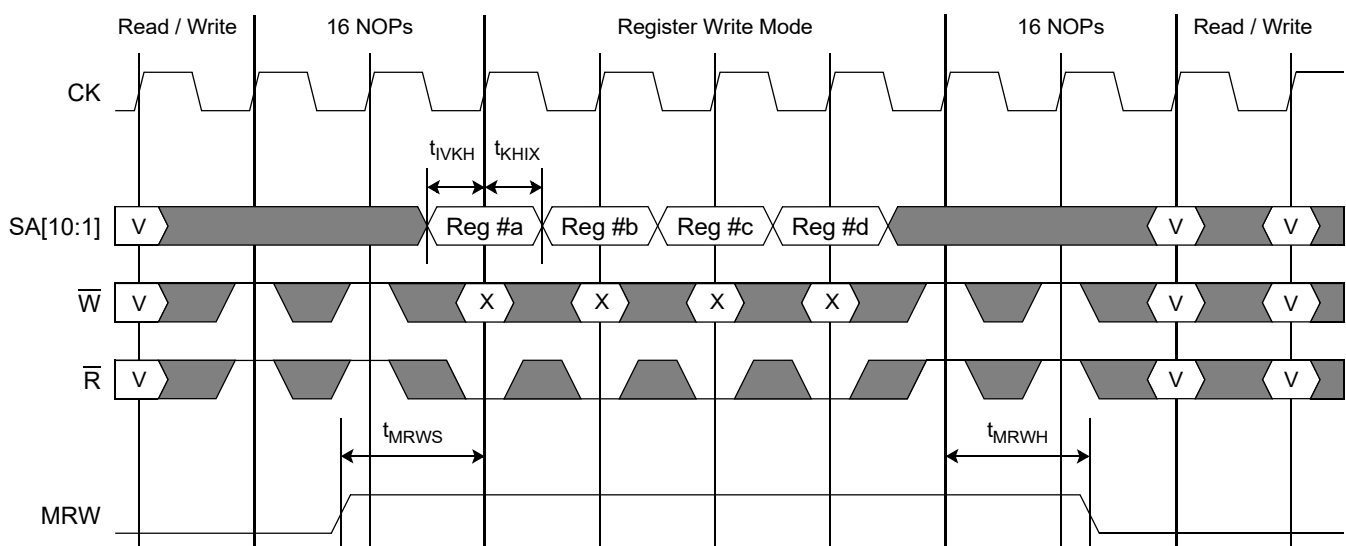 Read / Write 16 NOPs Register Write Mode 16 NOPs Read / Write
CK
tIVKH tKHIX
SA[10:1] V Reg #a Reg #b Reg #c Reg #d V V
W V X X X X V V
R V V V
tMRWS tMRWH
MRW